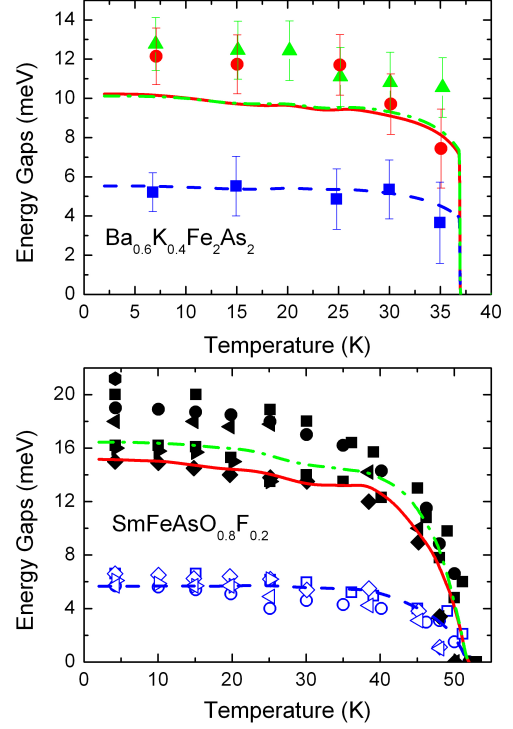 14
12
10
8
6
4
2
0
Energy Gaps (meV)
Ba0.6K0.4Fe2As2
0 5 10 15 20 25 30 35 40
Temperature (K)
20
16
12
8
4
0
Energy Gaps (meV)
SmFeAsO0.8F0.2
0 10 20 30 40 50
Temperature (K)